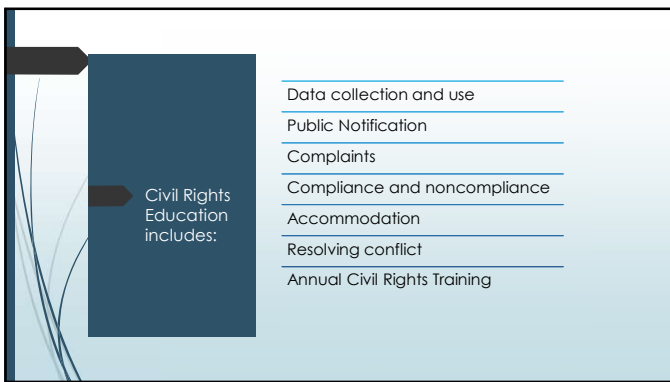 Civil Rights
Education
includes:
Data collection and use
Public Notification
Complaints
Compliance and noncompliance
Accommodation
Resolving conflict
Annual Civil Rights Training